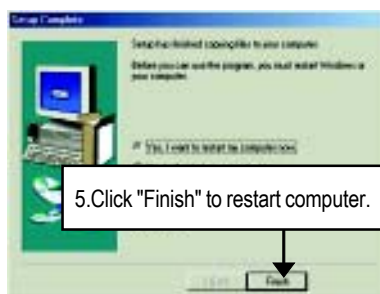 Setup Complete
Setup has finished copying files to your computer.
Before you can use the program, you must restart Windows or
your computer.
Yes, I want to restart my computer now.
5.Click "Finish" to restart computer.
Finish